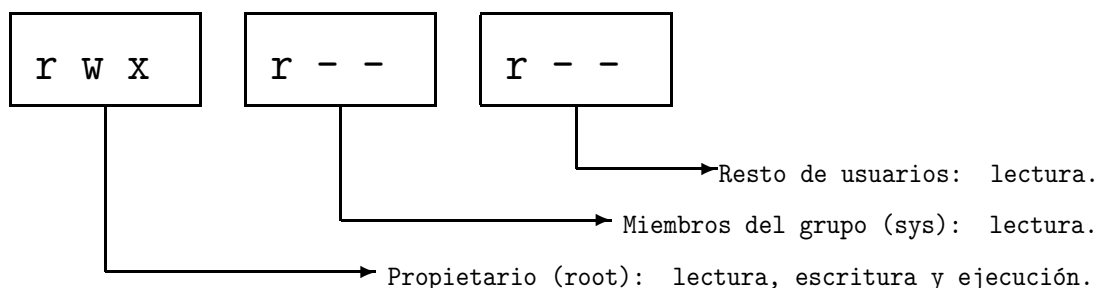 r w x r - - r - -
Resto de usuarios: lectura.
Miembros del grupo (sys): lectura.
Propietario (root): lectura, escritura y ejecución.